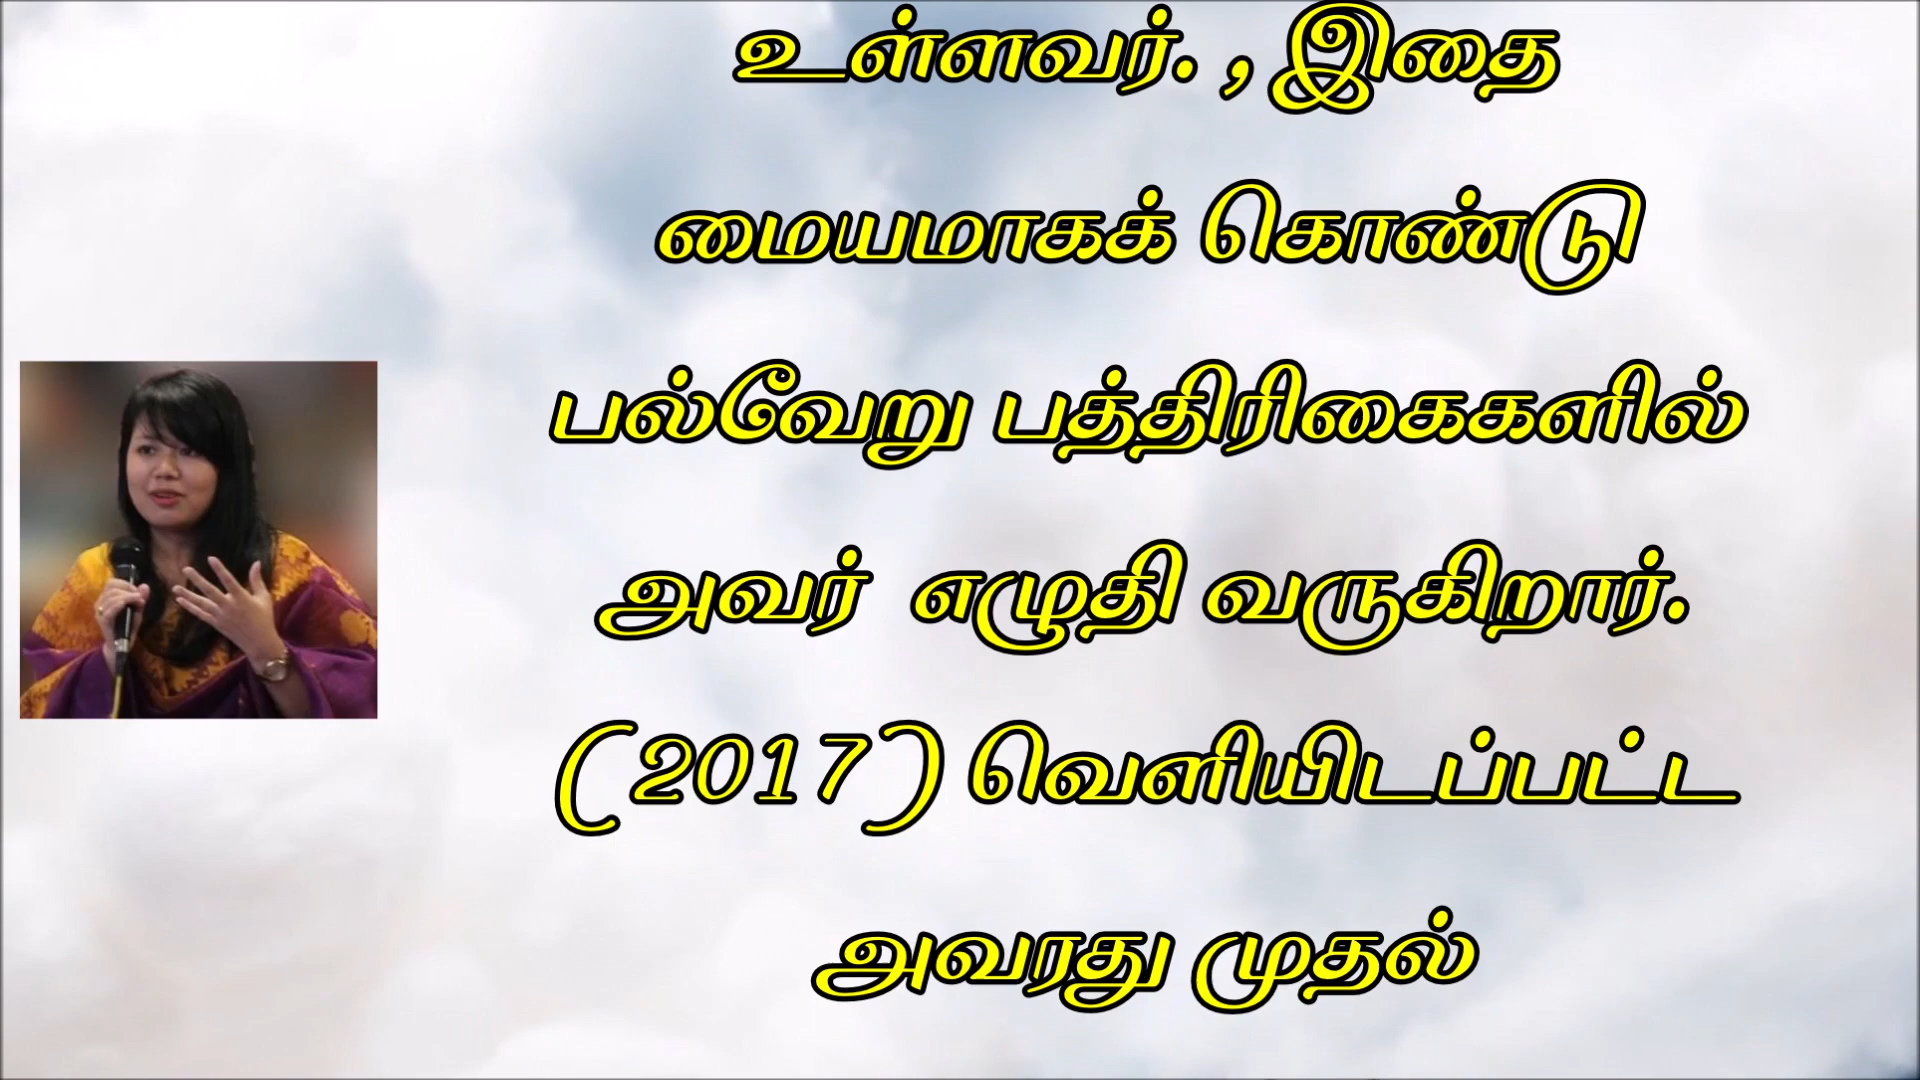 உள்ளவர். , இதை
மையமாகக் கொண்டு
பல்வேறு பத்திரிகைகளில்
அவர்  எழுதி வருகிறார்.
(2017) வெளியிடப்பட்ட
அவரது முதல்